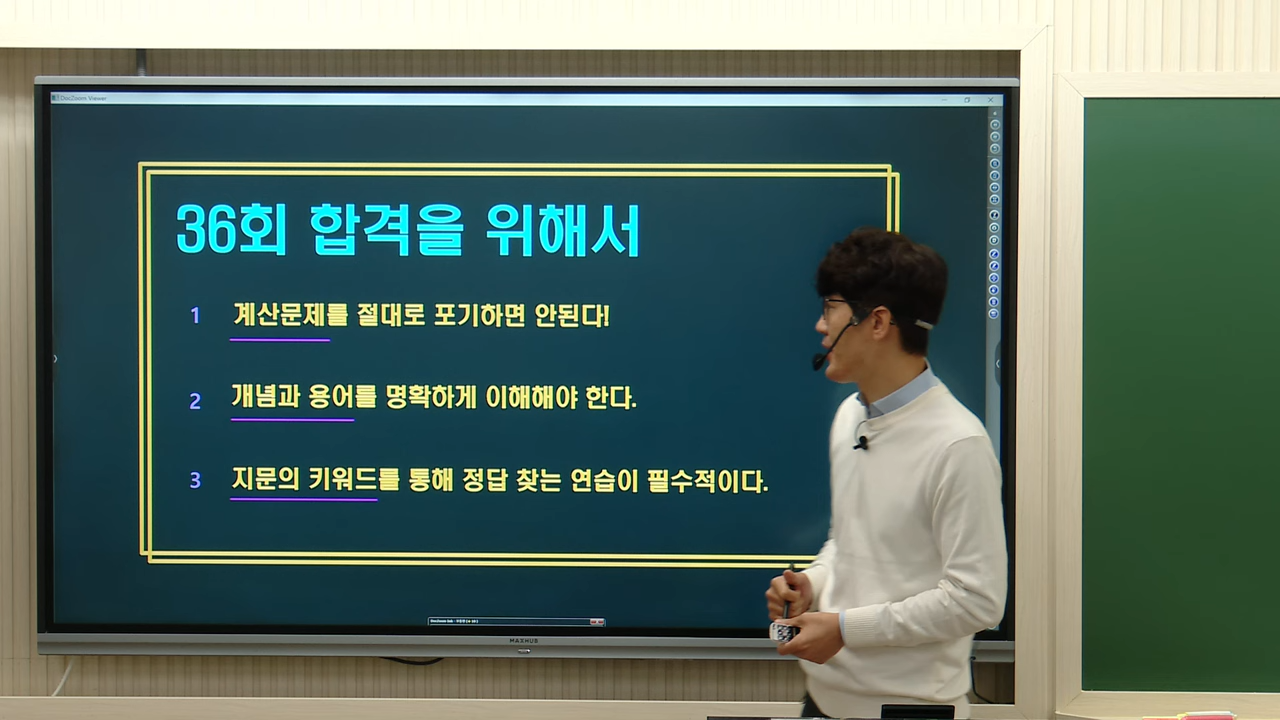 DocZoom Viewer
36회 합격을 위해서
1 계산문제를 절대로 포기하면 안된다!
2 개념과 용어를 명확하게 이해해야 한다.
3 지문의 키워드를 통해 정답 찾는 연습이 필수적이다.
MAXHUB